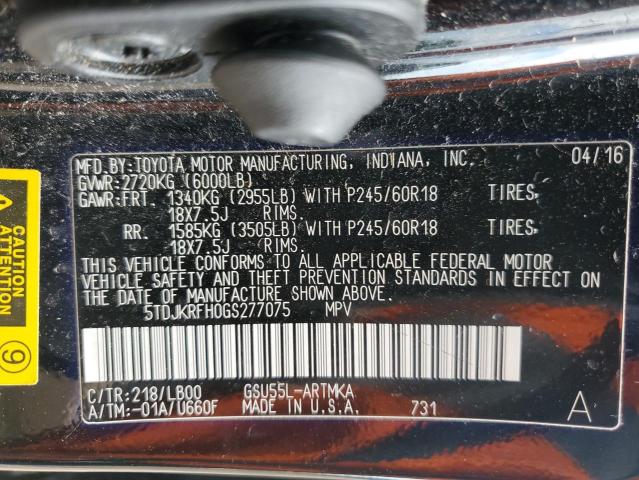 MFD. BY: TOYOTA MOTOR MANUFACTURING, INDIANA, INC. 04/16
GVWR: 2720KG (6000LB)
GAWR: FRT. 1340KG (2955LB) WITH P245/60R18 TIRES,
18X7.5J RIMS.
RR. 1585KG (3505LB) WITH P245/60R18 TIRES,
18X7.5J RIMS.
THIS VEHICLE CONFORMS TO ALL APPLICABLE FEDERAL MOTOR
VEHICLE SAFETY AND THEFT PREVENTION STANDARDS IN EFFECT ON
THE DATE OF MANUFACTURE SHOWN ABOVE.
5TDJKRFH0GS277075 MPV
C/TR: 218/LB00 GSU55L-ARTMKA
A/TM: -01A/U660F MADE IN U.S.A. 731 A
CAUTION
ATTENTION
9